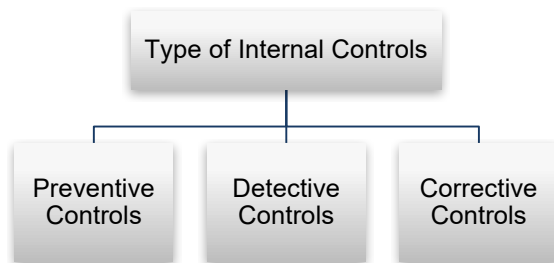 Type of Internal Controls
Preventive
Controls
Detective
Controls
Corrective
Controls